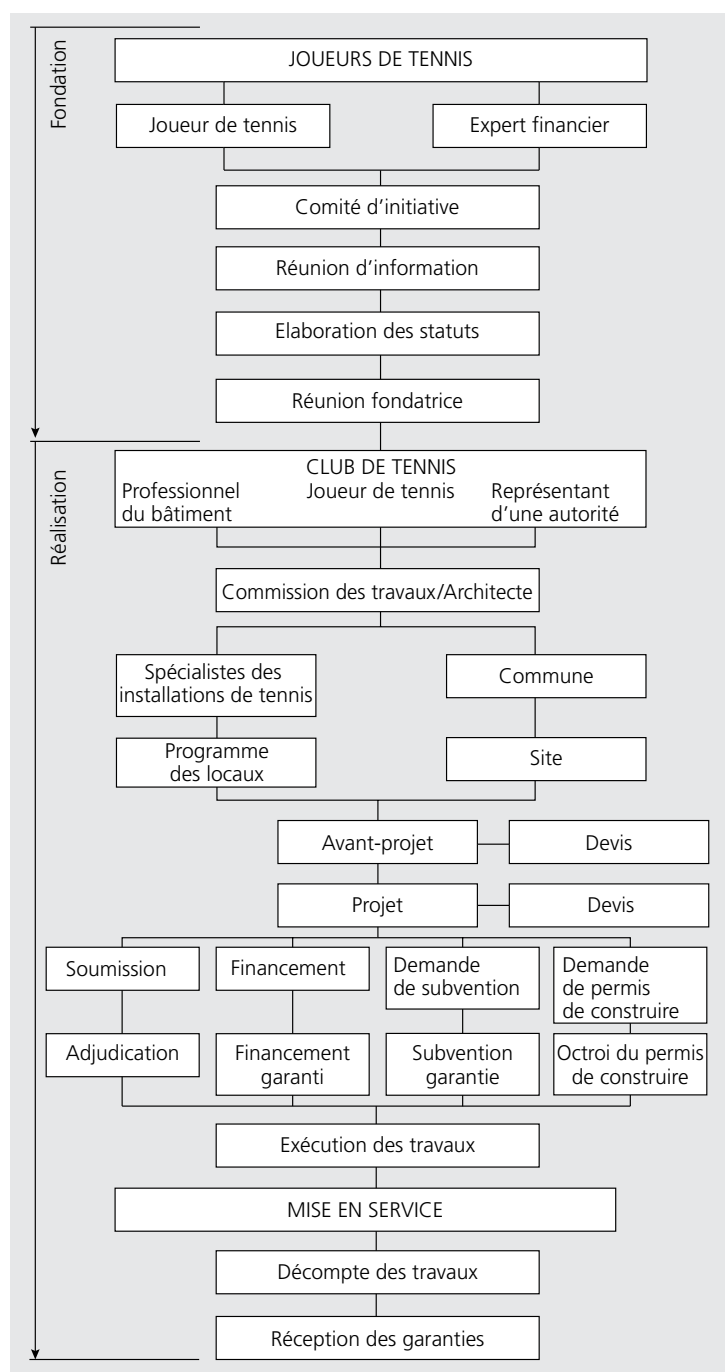 Fondation
JOUEURS DE TENNIS
Joueur de tennis
Expert financier
Comité d'initiative
Réunion d'information
Elaboration des statuts
Réunion fondatrice
Réalisation
CLUB DE TENNIS
Professionnel
du bâtiment
Joueur de tennis
Représentant
d'une autorité
Commission des travaux/Architecte
Spécialistes des
installations de tennis
Commune
Programme
des locaux
Site
Avant-projet
Devis
Projet
Devis
Soumission
Financement
Demande
de subvention
Demande
de permis
de construire
Adjudication
Financement
garanti
Subvention
garantie
Octroi du permis
de construire
Exécution des travaux
MISE EN SERVICE
Décompte des travaux
Réception des garanties